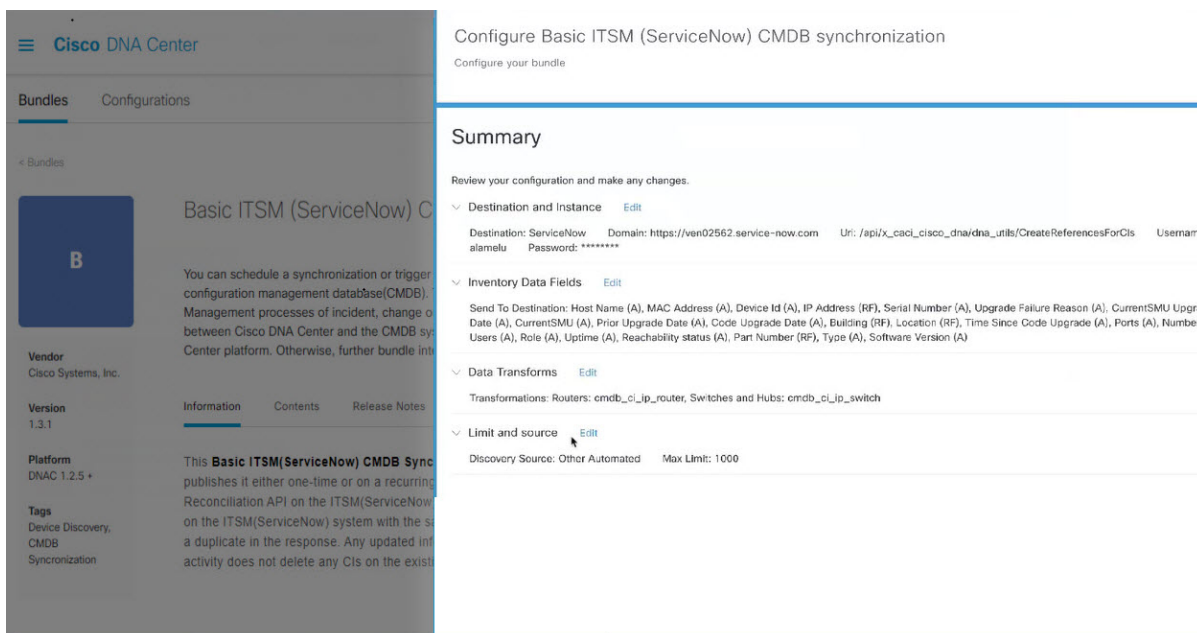 Cisco DNA Center
Bundles Configurations
< Bundles
B
Vendor
Cisco Systems, Inc.
Version
1.3.1
Platform
DNAC 1.2.5 +
Tags
Device Discovery,
CMDB
Syncronization
Basic ITSM (ServiceNow) C
You can schedule a synchronization or trigger
configuration management database(CMDB).
Management processes of incident, change o
between Cisco DNA Center and the CMDB sy
Center platform. Otherwise, further bundle int
Information Contents Release Notes
This Basic ITSM(ServiceNow) CMDB Sync
publishes it either one-time or on a recurring
Reconciliation API on the ITSM(ServiceNow
on the ITSM(ServiceNow) system with the sa
a duplicate in the response. Any updated inf
activity does not delete any CIs on the existi
Configure Basic ITSM (ServiceNow) CMDB synchronization
Configure your bundle
Summary
Review your configuration and make any changes.
Destination and Instance Edit
Destination: ServiceNow Domain: https://ven02562.service-now.com Url: /api/x_caci_cisco_dna/dna_utils/CreateReferencesForCIs Usernam
alamelu Password: ********
Inventory Data Fields Edit
Send To Destination: Host Name (A), MAC Address (A), Device Id (A), IP Address (RF), Serial Number (A), Upgrade Failure Reason (A), CurrentSMU Upgr
Date (A), CurrentSMU (A), Prior Upgrade Date (A), Code Upgrade Date (A), Building (RF), Location (RF), Time Since Code Upgrade (A), Ports (A), Number
Users (A), Role (A), Uptime (A), Reachability status (A), Part Number (RF), Type (A), Software Version (A)
Data Transforms Edit
Transformations: Routers: cmdb_ci_ip_router, Switches and Hubs: cmdb_ci_ip_switch
Limit and source Edit
Discovery Source: Other Automated Max Limit: 1000